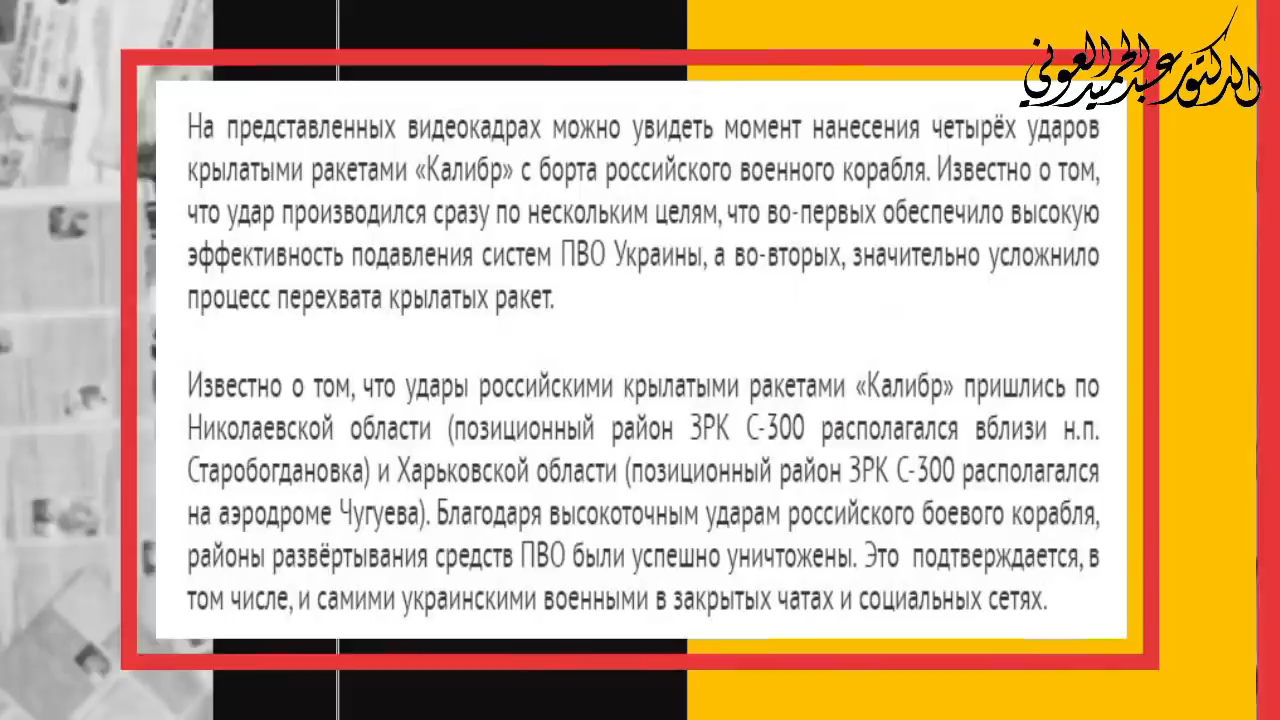 الدكتور عبدالحميد العوني
На представленных видеокадрах можно увидеть момент нанесения четырёх ударов
крылатыми ракетами «Калибр» с борта российского военного корабля. Известно о том,
что удар производился сразу по нескольким целям, что во-первых обеспечило высокую
эффективность подавления систем ПВО Украины, а во-вторых, значительно усложнило
процесс перехвата крылатых ракет.
Известно о том, что удары российскими крылатыми ракетами «Калибр» пришлись по
Николаевской области (позиционный район ЗРК С-300 располагался вблизи н.п.
Старобогдановка) и Харьковской области (позиционный район ЗРК С-300 располагался
на аэродроме Чугуева). Благодаря высокоточным ударам российского боевого корабля,
районы развёртывания средств ПВО были успешно уничтожены. Это подтверждается, в
том числе, и самими украинскими военными в закрытых чатах и социальных сетях.